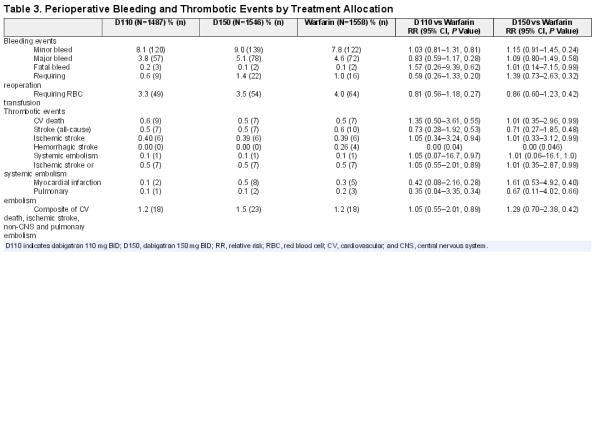 Table 3. Perioperative Bleeding and Thrombotic Events by Treatment Allocation
D110 (N=1487) % (n) D150 (N=1546) % (n) Warfarin (N=1558) % (n) D110 vs Warfarin RR (95% CI, P Value) D150 vs Warfarin RR (95% CI, P Value)
Bleeding events
Minor bleed 8.1 (120) 9.0 (139) 7.8 (122) 1.03 (0.81–1.31, 0.81) 1.15 (0.91–1.45, 0.24)
Major bleed 3.8 (57) 5.1 (78) 4.6 (72) 0.83 (0.59–1.17, 0.28) 1.09 (0.80–1.49, 0.58)
Fatal bleed 0.2 (3) 0.1 (2) 0.1 (2) 1.57 (0.26–9.39, 0.62) 1.01 (0.14–7.15, 0.99)
Requiring 0.6 (9) 1.4 (22) 1.0 (16) 0.59 (0.26–1.33, 0.20) 1.39 (0.73–2.63, 0.32)
reoperation
Requiring RBC 3.3 (49) 3.5 (54) 4.0 (64) 0.81 (0.56–1.18, 0.27) 0.86 (0.60–1.23, 0.42)
transfusion
Thrombotic events
CV death 0.6 (9) 0.5 (7) 0.5 (7) 1.35 (0.50–3.61, 0.55) 1.01 (0.35–2.96, 0.99)
Stroke (all-cause) 0.5 (7) 0.5 (7) 0.6 (10) 0.73 (0.28–1.92, 0.53) 0.71 (0.27–1.85, 0.48)
Ischemic stroke 0.40 (6) 0.39 (6) 0.39 (6) 1.05 (0.34–3.24, 0.94) 1.01 (0.33–3.12, 0.99)
Hemorrhagic stroke 0.00 (0) 0.00 (0) 0.26 (4) 0.00 (0.04) 0.00 (0.046)
Systemic embolism 0.1 (1) 0.1 (1) 0.1 (1) 1.05 (0.07–16.7, 0.97) 1.01 (0.06–16.1, 1.0)
Ischemic stroke or 0.5 (7) 0.5 (7) 0.5 (7) 1.05 (0.55–2.01, 0.89) 1.01 (0.35–2.87, 0.99)
systemic embolism
Myocardial infarction 0.1 (2) 0.5 (8) 0.3 (5) 0.42 (0.08–2.16, 0.28) 1.61 (0.53–4.92, 0.40)
Pulmonary 0.1 (1) 0.1 (2) 0.2 (3) 0.35 (0.04–3.35, 0.34) 0.67 (0.11–4.02, 0.66)
embolism
Composite of CV 1.2 (18) 1.5 (23) 1.2 (18) 1.05 (0.55–2.01, 0.89) 1.29 (0.70–2.38, 0.42)
death, ischemic stroke,
non-CNS and pulmonary
embolism
D110 indicates dabigatran 110 mg BID; D150, dabigatran 150 mg BID; RR, relative risk; RBC, red blood cell; CV, cardiovascular; and CNS, central nervous system.